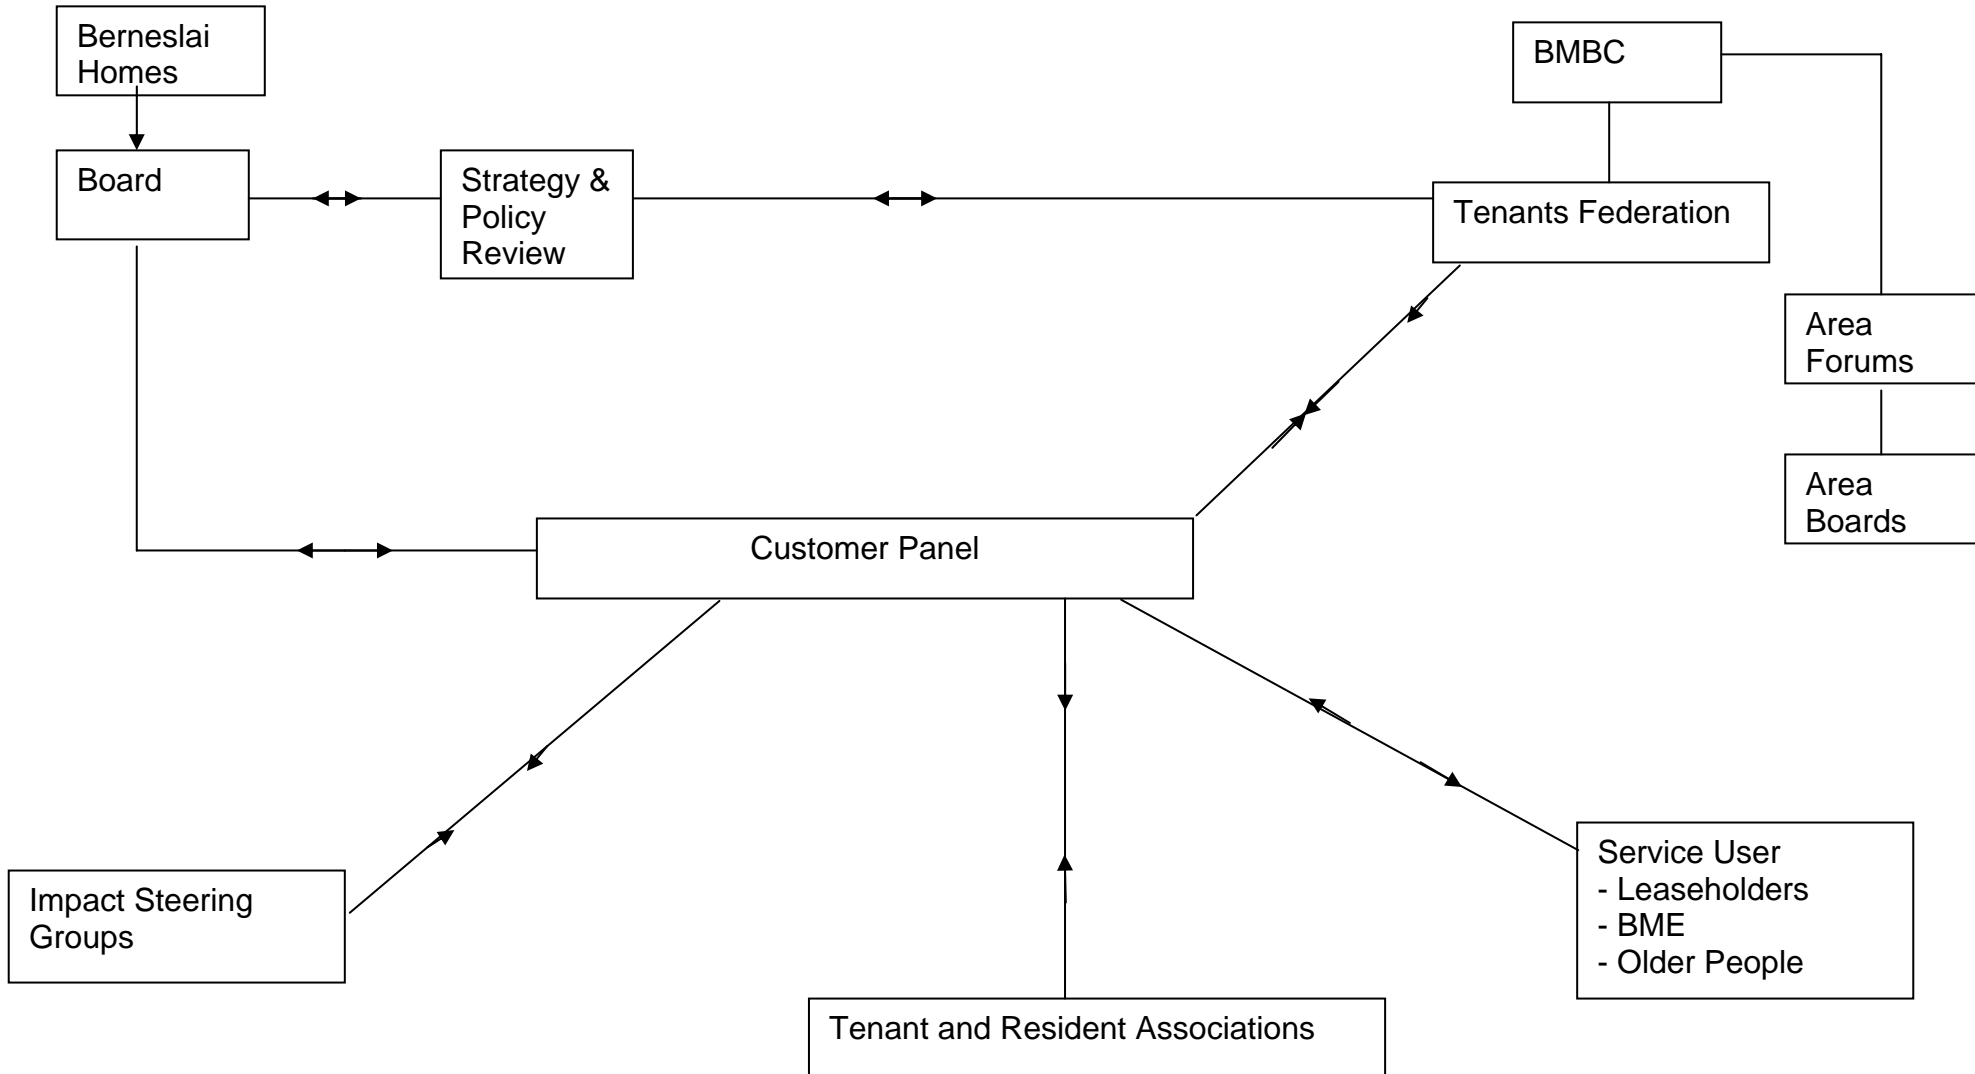 Berneslai
Homes
BMBC
Board
Strategy &
Policy
Review
Tenants Federation
Area
Forums
Area
Boards
Customer Panel
Impact Steering
Groups
Service User
- Leaseholders
- BME
- Older People
Tenant and Resident Associations